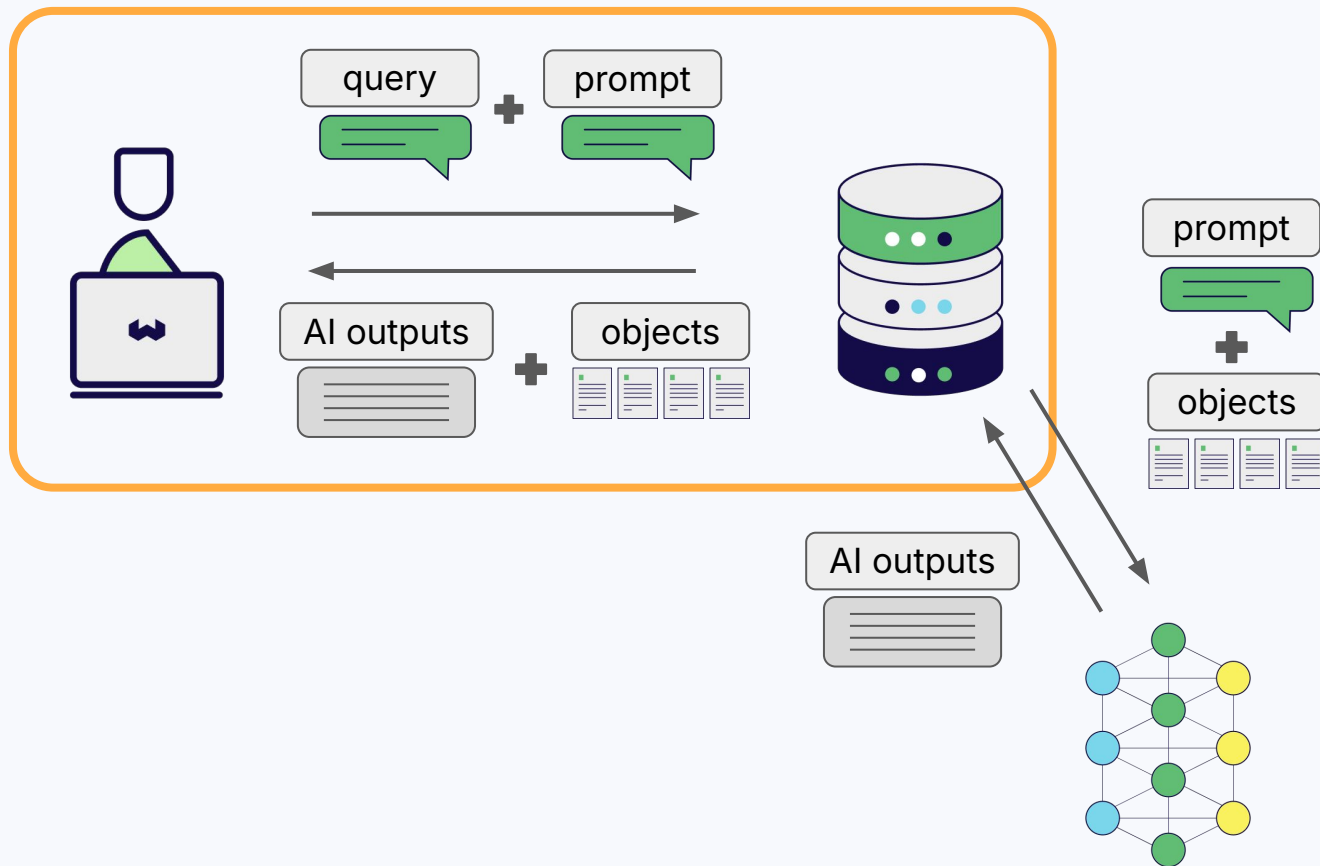 query
prompt
AI outputs
objects
prompt
objects
AI outputs